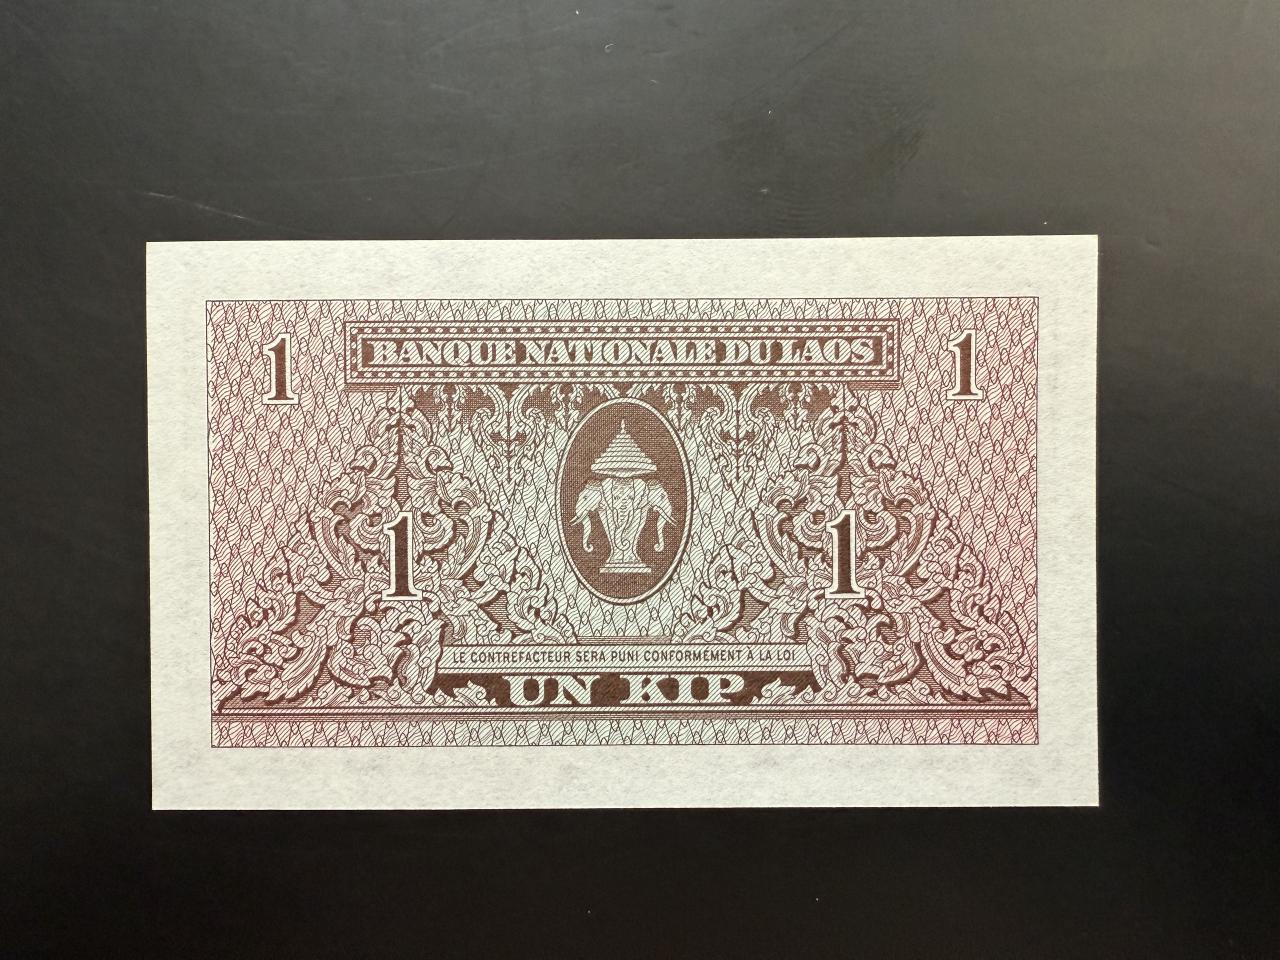 1 BANQUE NATIONALE DU LAOS 1
1 1
LE CONTREFACTEUR SERA PUNI CONFORMÉMENT À LA LOI
UN KIP